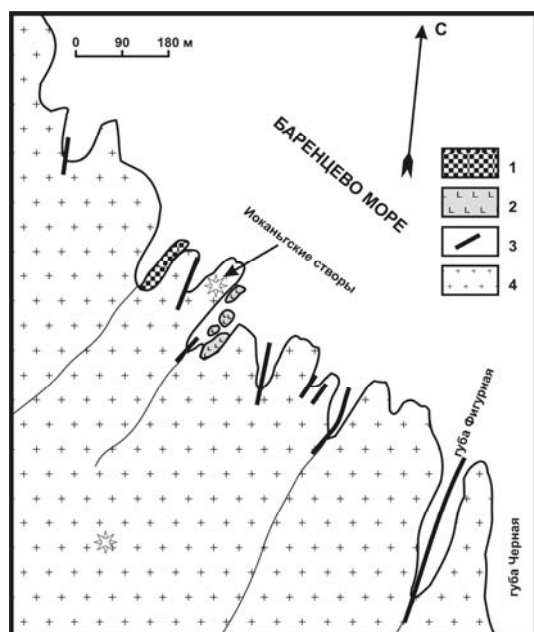 0 90 180 м
С
БАРЕНЦЕВО МОРЕ
1
2
3
4
Иоканьгские створы
губа Фигурная
губа Черная